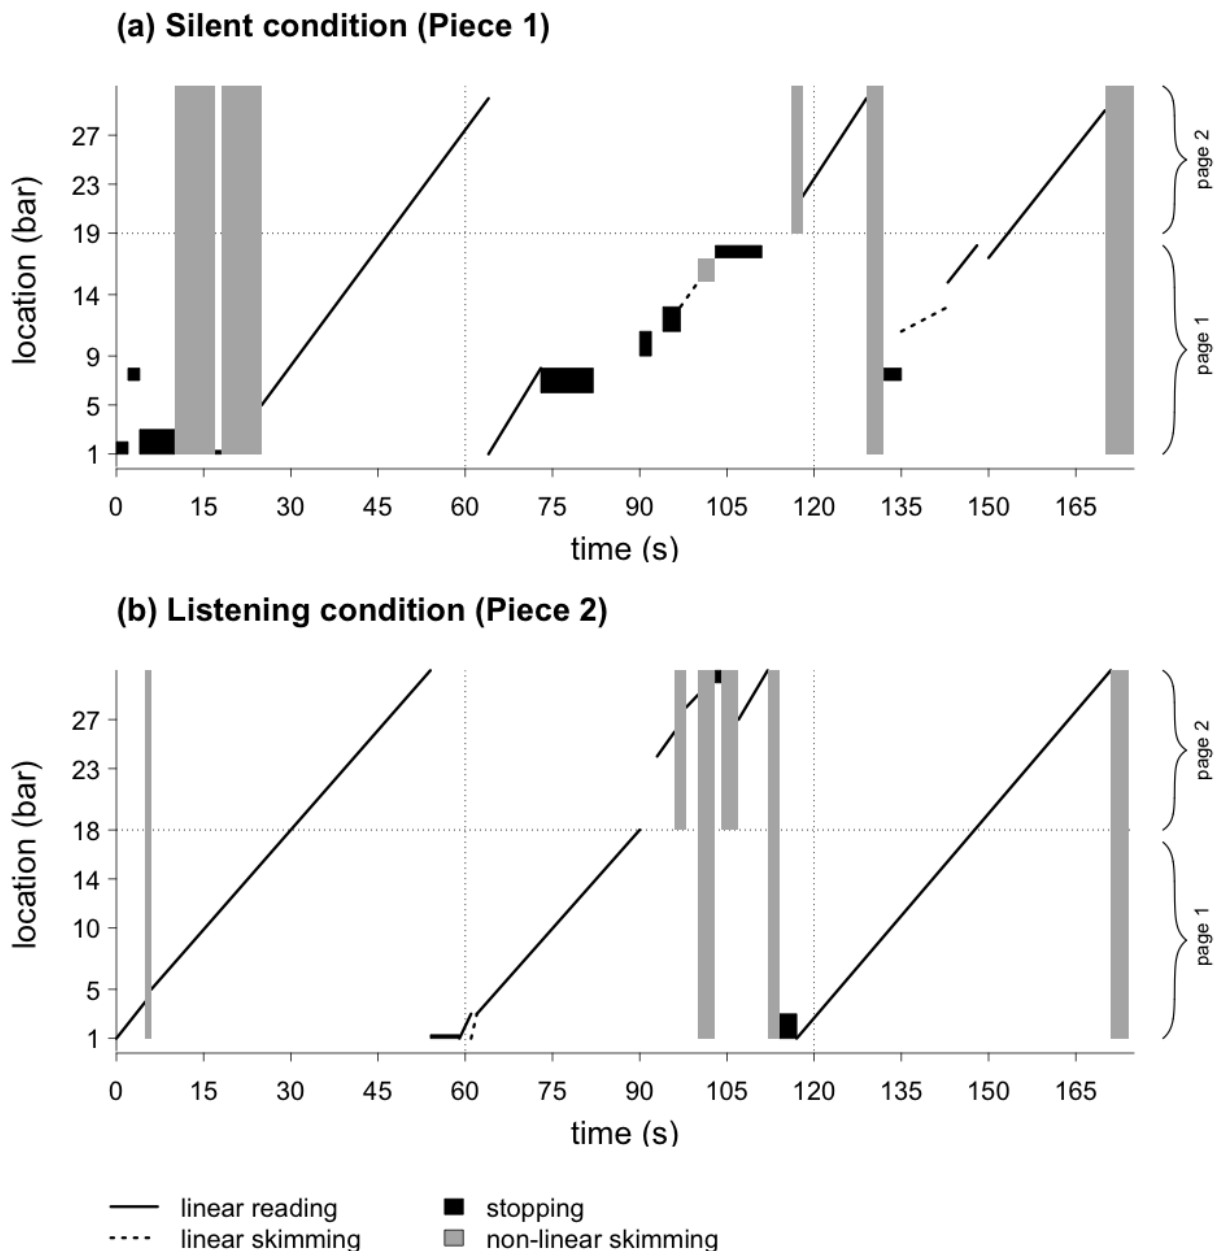 (a) Silent condition (Piece 1)
27
23
19
14
9
5
1
location (bar)
page 2
page 1
0 15 30 45 60 75 90 105 120 135 150 165
time (s)
(b) Listening condition (Piece 2)
27
23
18
14
10
5
1
location (bar)
page 2
page 1
0 15 30 45 60 75 90 105 120 135 150 165
time (s)
linear reading
stopping
linear skimming
non-linear skimming